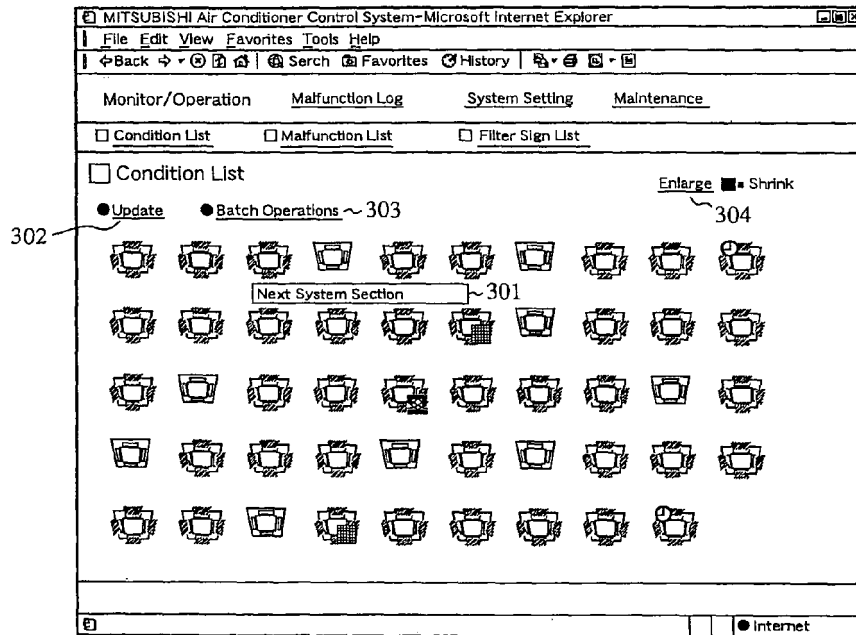 MITSUBISHI Air Conditioner Control System-Microsoft Internet Explorer
File Edit View Favorites Tools Help
Back Serch Favorites History
Monitor/Operation Malfunction Log System Setting Maintenance
Condition List Malfunction List Filter Sign List
Condition List
Enlarge Shrink
Update Batch Operations 303 304
302
Next System Section 301
Internet